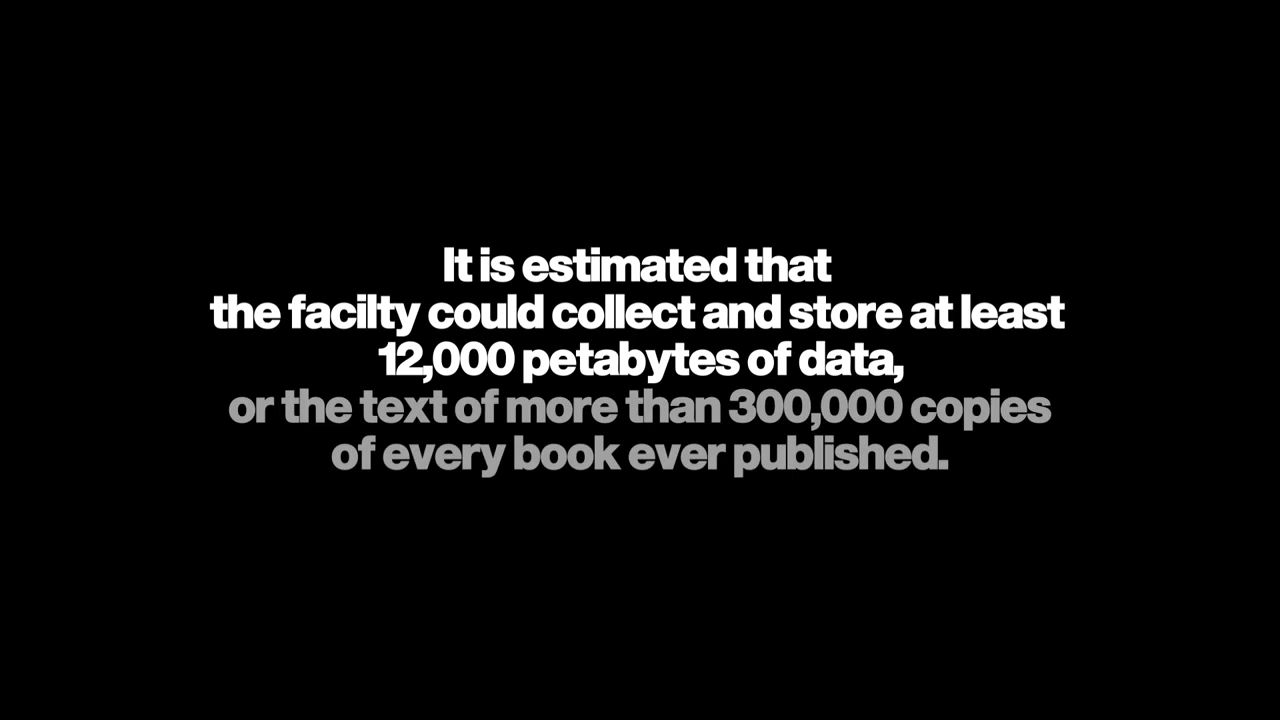 It is estimated that
the facilty could collect and store at least
12,000 petabytes of data,
or the text of more than 300,000 copies
of every book ever published.